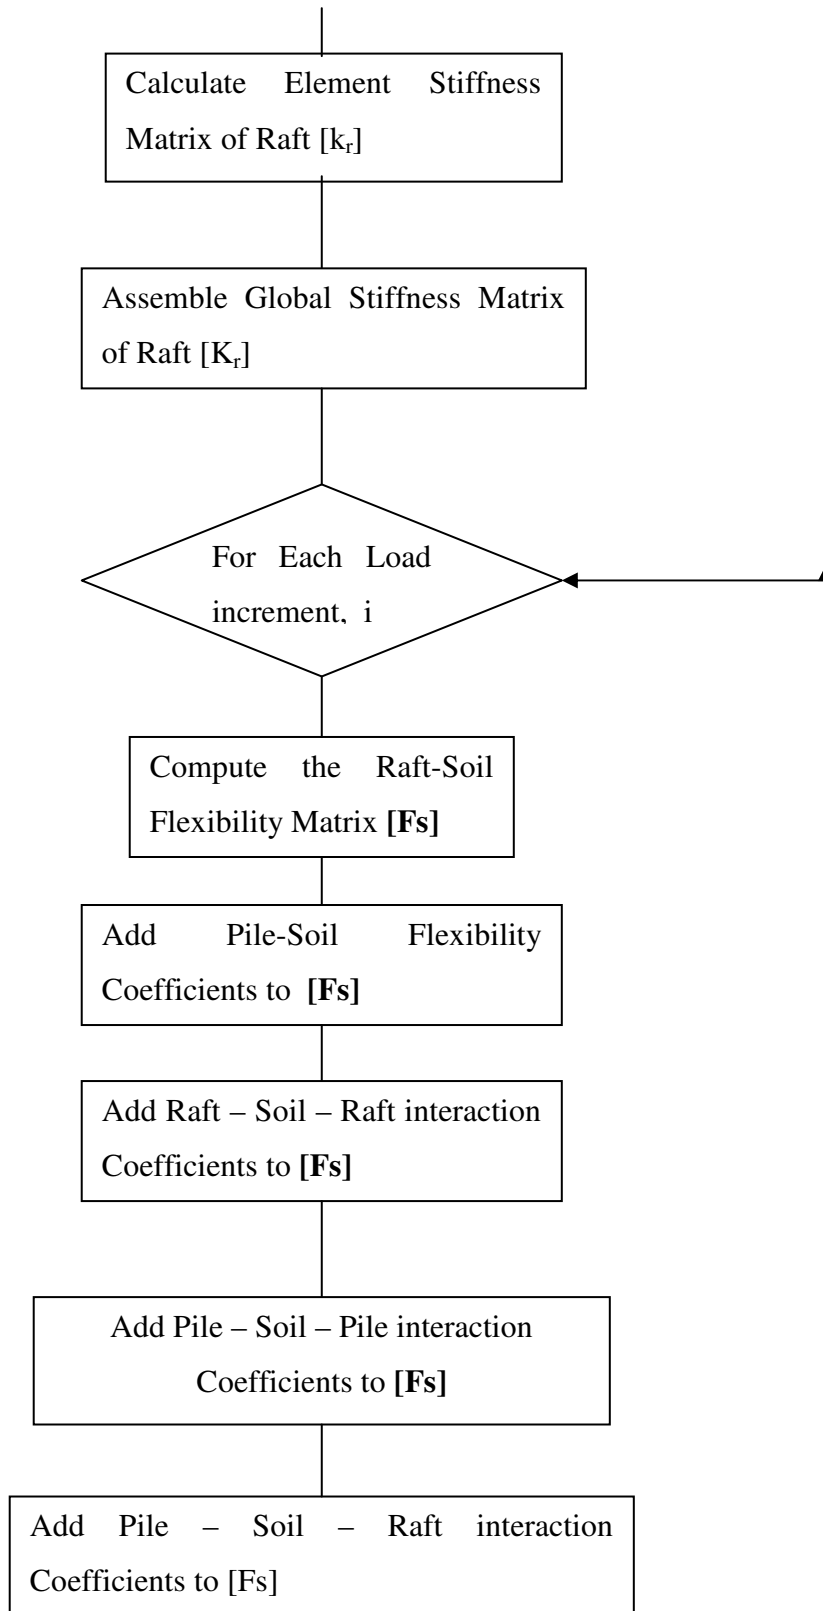 Calculate Element Stiffness
Matrix of Raft [kr]
Assemble Global Stiffness Matrix
of Raft [Kr]
For Each Load
increment, i
Compute the Raft-Soil
Flexibility Matrix [Fs]
Add Pile-Soil Flexibility
Coefficients to [Fs]
Add Raft – Soil – Raft interaction
Coefficients to [Fs]
Add Pile – Soil – Pile interaction
Coefficients to [Fs]
Add Pile – Soil – Raft interaction
Coefficients to [Fs]